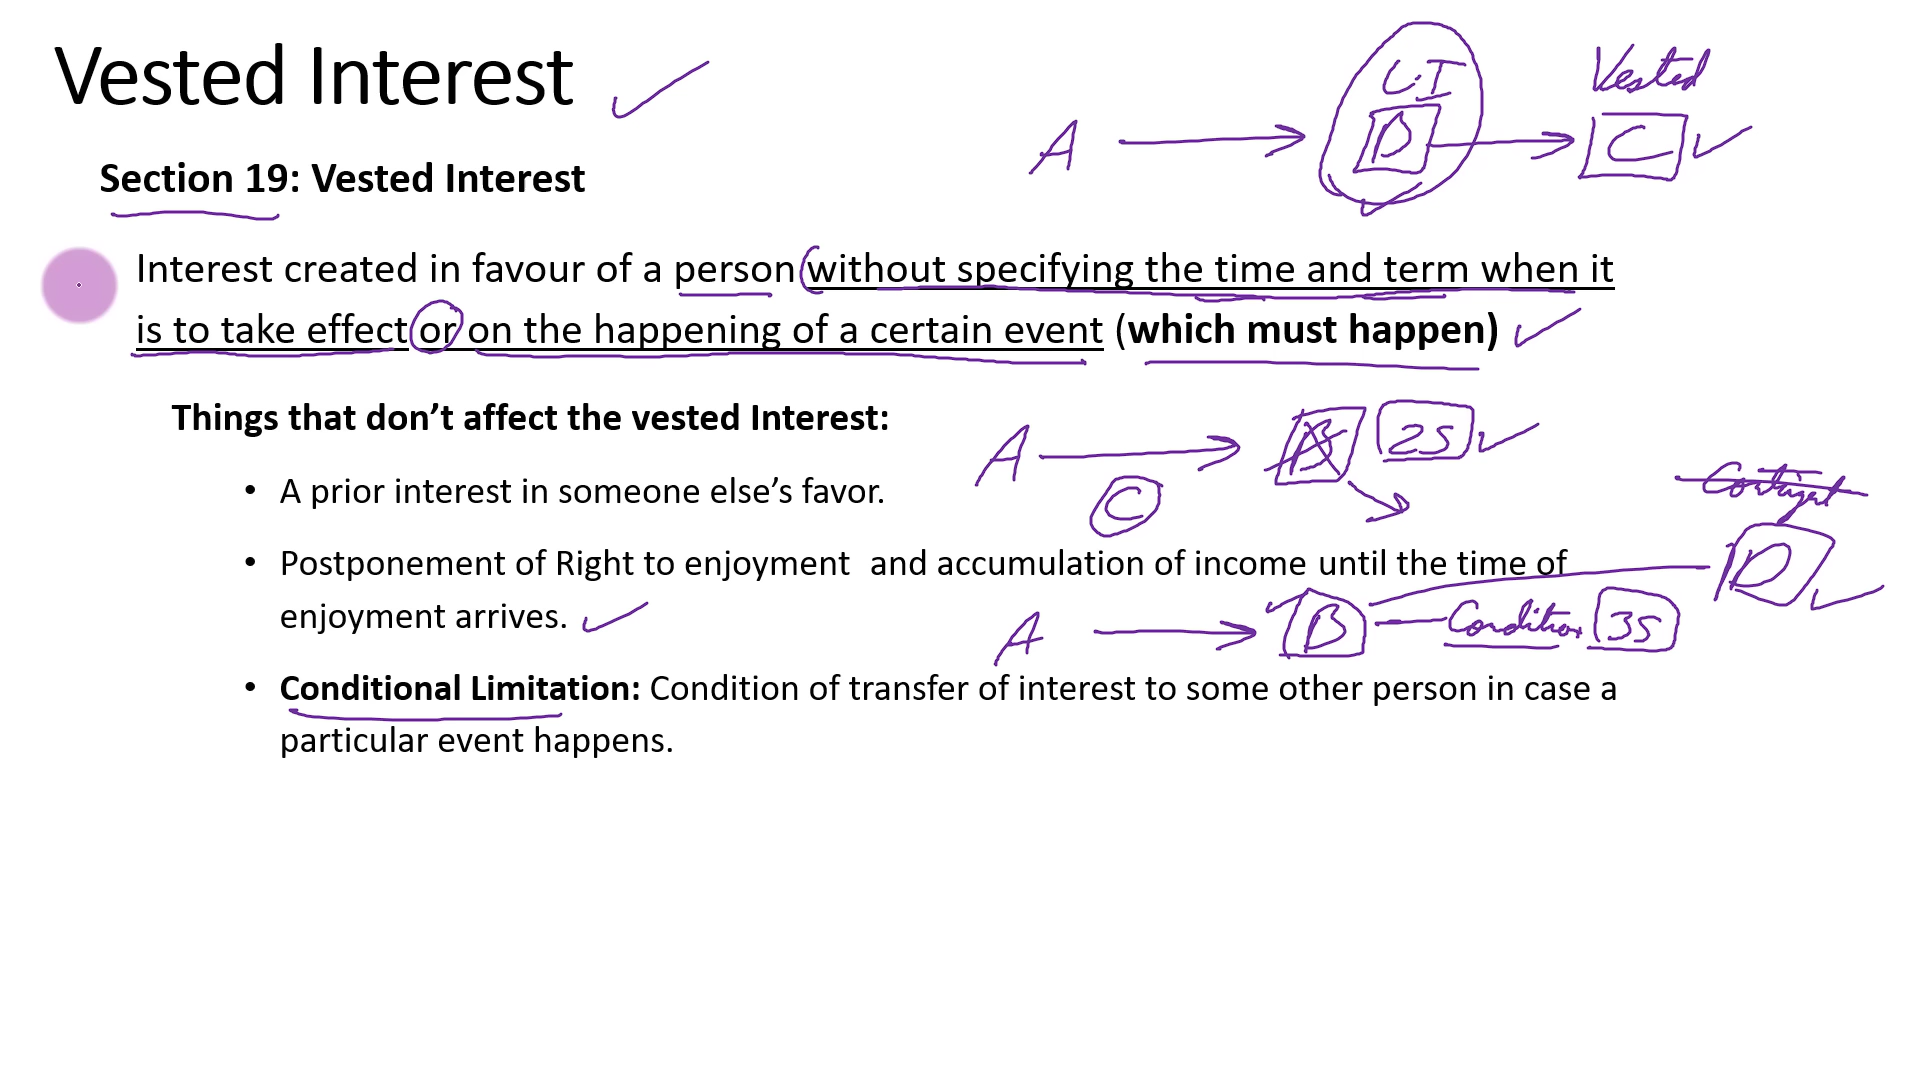 Vested Interest
Section 19: Vested Interest
A
L.I
B
Vested
C
Interest created in favour of a person without specifying the time and term when it
is to take effect or on the happening of a certain event (which must happen)
Things that don’t affect the vested Interest:
A
B
25
C
• A prior interest in someone else’s favor.
Contingent
• Postponement of Right to enjoyment and accumulation of income until the time of
D
enjoyment arrives.
A
B
Condition
35
• Conditional Limitation: Condition of transfer of interest to some other person in case a
particular event happens.